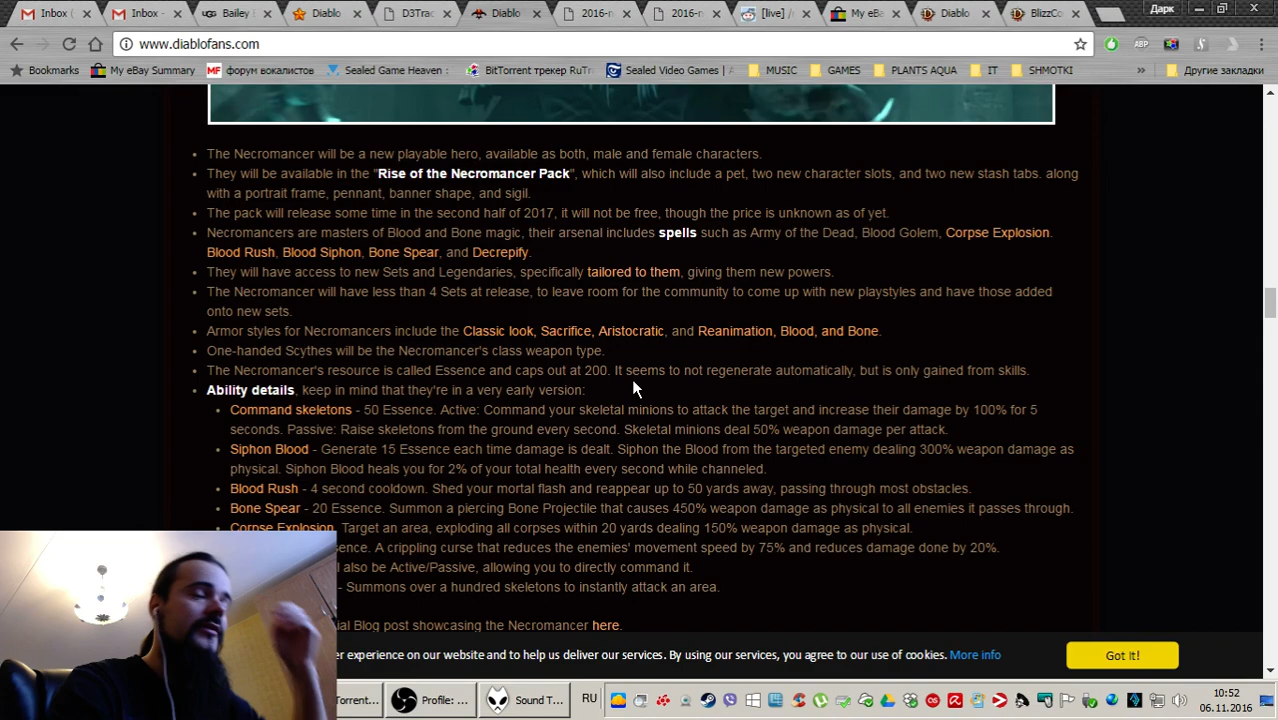 Inbox (
Inbox -
Bailey
Diablo
D3Trac
Diablo
2016-n
2016-n
[live] /
My eBa
Diablo
BlizzCo
Дарк
www.diablofans.com
ABP
Bookmarks
My eBay Summary
MF форум вокалистов
Sealed Game Heaven :
BitTorrent трекер RuTr
Sealed Video Games | A
MUSIC
GAMES
PLANTS AQUA
IT
SHMOTKI
»
Другие закладки
• The Necromancer will be a new playable hero, available as both, male and female characters.
• They will be available in the "Rise of the Necromancer Pack", which will also include a pet, two new character slots, and two new stash tabs. along
with a portrait frame, pennant, banner shape, and sigil.
• The pack will release some time in the second half of 2017, it will not be free, though the price is unknown as of yet.
• Necromancers are masters of Blood and Bone magic, their arsenal includes spells such as Army of the Dead, Blood Golem, Corpse Explosion.
Blood Rush, Blood Siphon, Bone Spear, and Decrepify.
• They will have access to new Sets and Legendaries, specifically tailored to them, giving them new powers.
• The Necromancer will have less than 4 Sets at release, to leave room for the community to come up with new playstyles and have those added
onto new sets.
• Armor styles for Necromancers include the Classic look, Sacrifice, Aristocratic, and Reanimation, Blood, and Bone.
• One-handed Scythes will be the Necromancer's class weapon type.
• The Necromancer's resource is called Essence and caps out at 200. It seems to not regenerate automatically, but is only gained from skills.
• Ability details, keep in mind that they're in a very early version:
• Command skeletons - 50 Essence. Active: Command your skeletal minions to attack the target and increase their damage by 100% for 5
seconds. Passive: Raise skeletons from the ground every second. Skeletal minions deal 50% weapon damage per attack.
• Siphon Blood - Generate 15 Essence each time damage is dealt. Siphon the Blood from the targeted enemy dealing 300% weapon damage as
physical. Siphon Blood heals you for 2% of your total health every second while channeled.
• Blood Rush - 4 second cooldown. Shed your mortal flash and reappear up to 50 yards away, passing through most obstacles.
• Bone Spear - 20 Essence. Summon a piercing Bone Projectile that causes 450% weapon damage as physical to all enemies it passes through.
• Corpse Explosion. Target an area, exploding all corpses within 20 yards dealing 150% weapon damage as physical.
sence. A crippling curse that reduces the enemies' movement speed by 75% and reduces damage done by 20%.
l also be Active/Passive, allowing you to directly command it.
- Summons over a hundred skeletons to instantly attack an area.
ial Blog post showcasing the Necromancer here.
er experience on our website and to help us deliver our services. By using our services, you agree to our use of cookies. More info
Got it!
Torrent...
Profile: ...
Sound T...
RU
10:52
06.11.2016